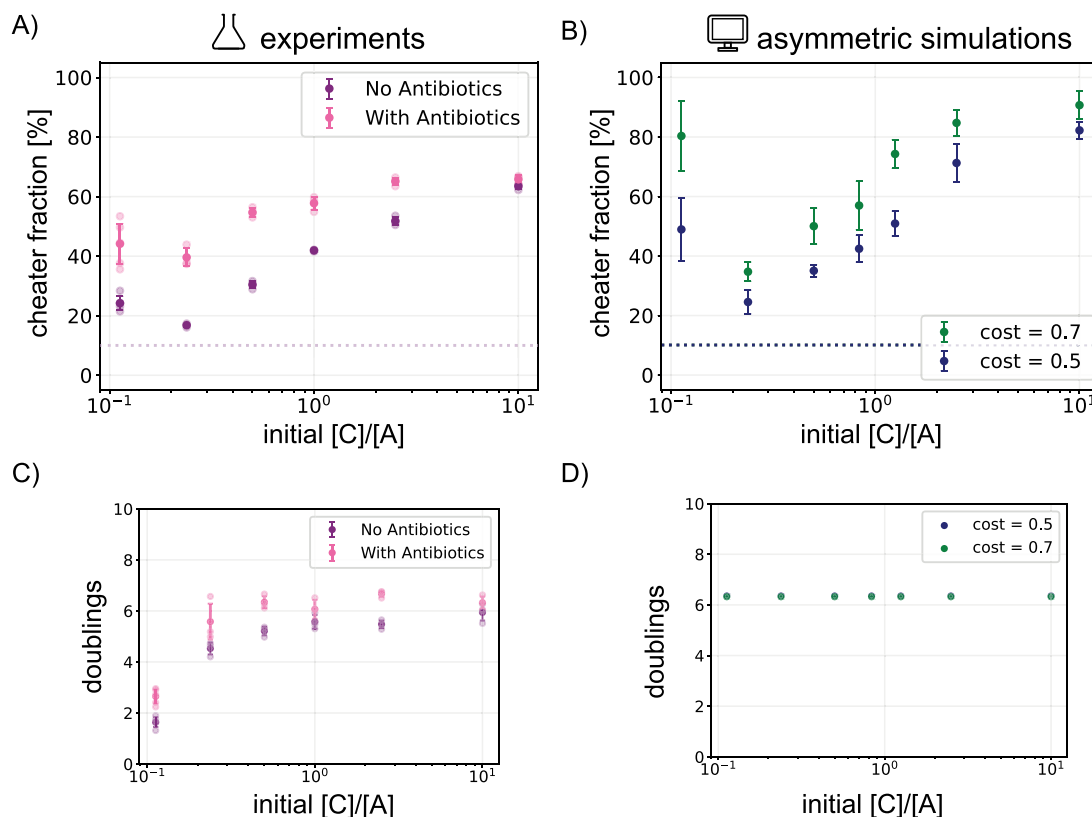 A)
experiments
cheater fraction [%]
100
80
60
40
20
0
No Antibiotics
With Antibiotics
10⁻¹
10⁰
10¹
initial [C]/[A]
B)
asymmetric simulations
cheater fraction [%]
100
80
60
40
20
0
cost = 0.7
cost = 0.5
10⁻¹
10⁰
10¹
initial [C]/[A]
C)
doublings
10
8
6
4
2
0
No Antibiotics
With Antibiotics
10⁻¹
10⁰
10¹
initial [C]/[A]
D)
doublings
10
8
6
4
2
0
cost = 0.5
cost = 0.7
10⁻¹
10⁰
10¹
initial [C]/[A]